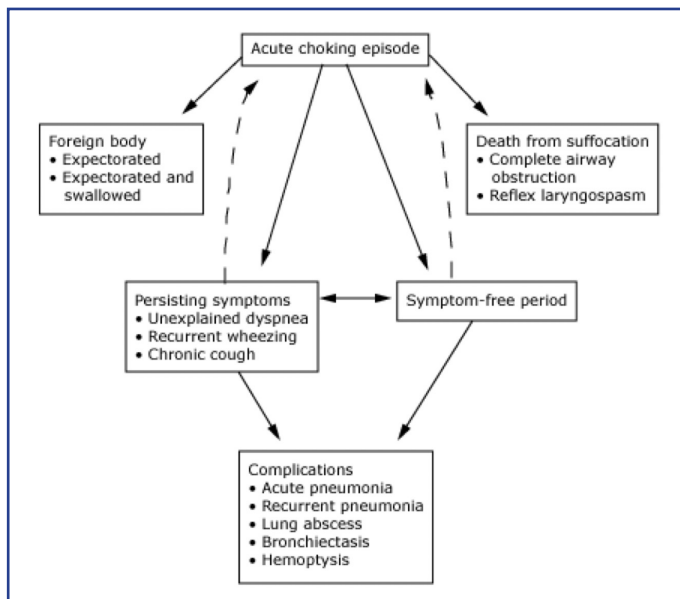 Acute choking episode
Foreign body
• Expectorated
• Expectorated and
swallowed
Death from suffocation
• Complete airway
obstruction
• Reflex laryngospasm
Persisting symptoms
• Unexplained dyspnea
• Recurrent wheezing
• Chronic cough
Symptom-free period
Complications
• Acute pneumonia
• Recurrent pneumonia
• Lung abscess
• Bronchiectasis
• Hemoptysis